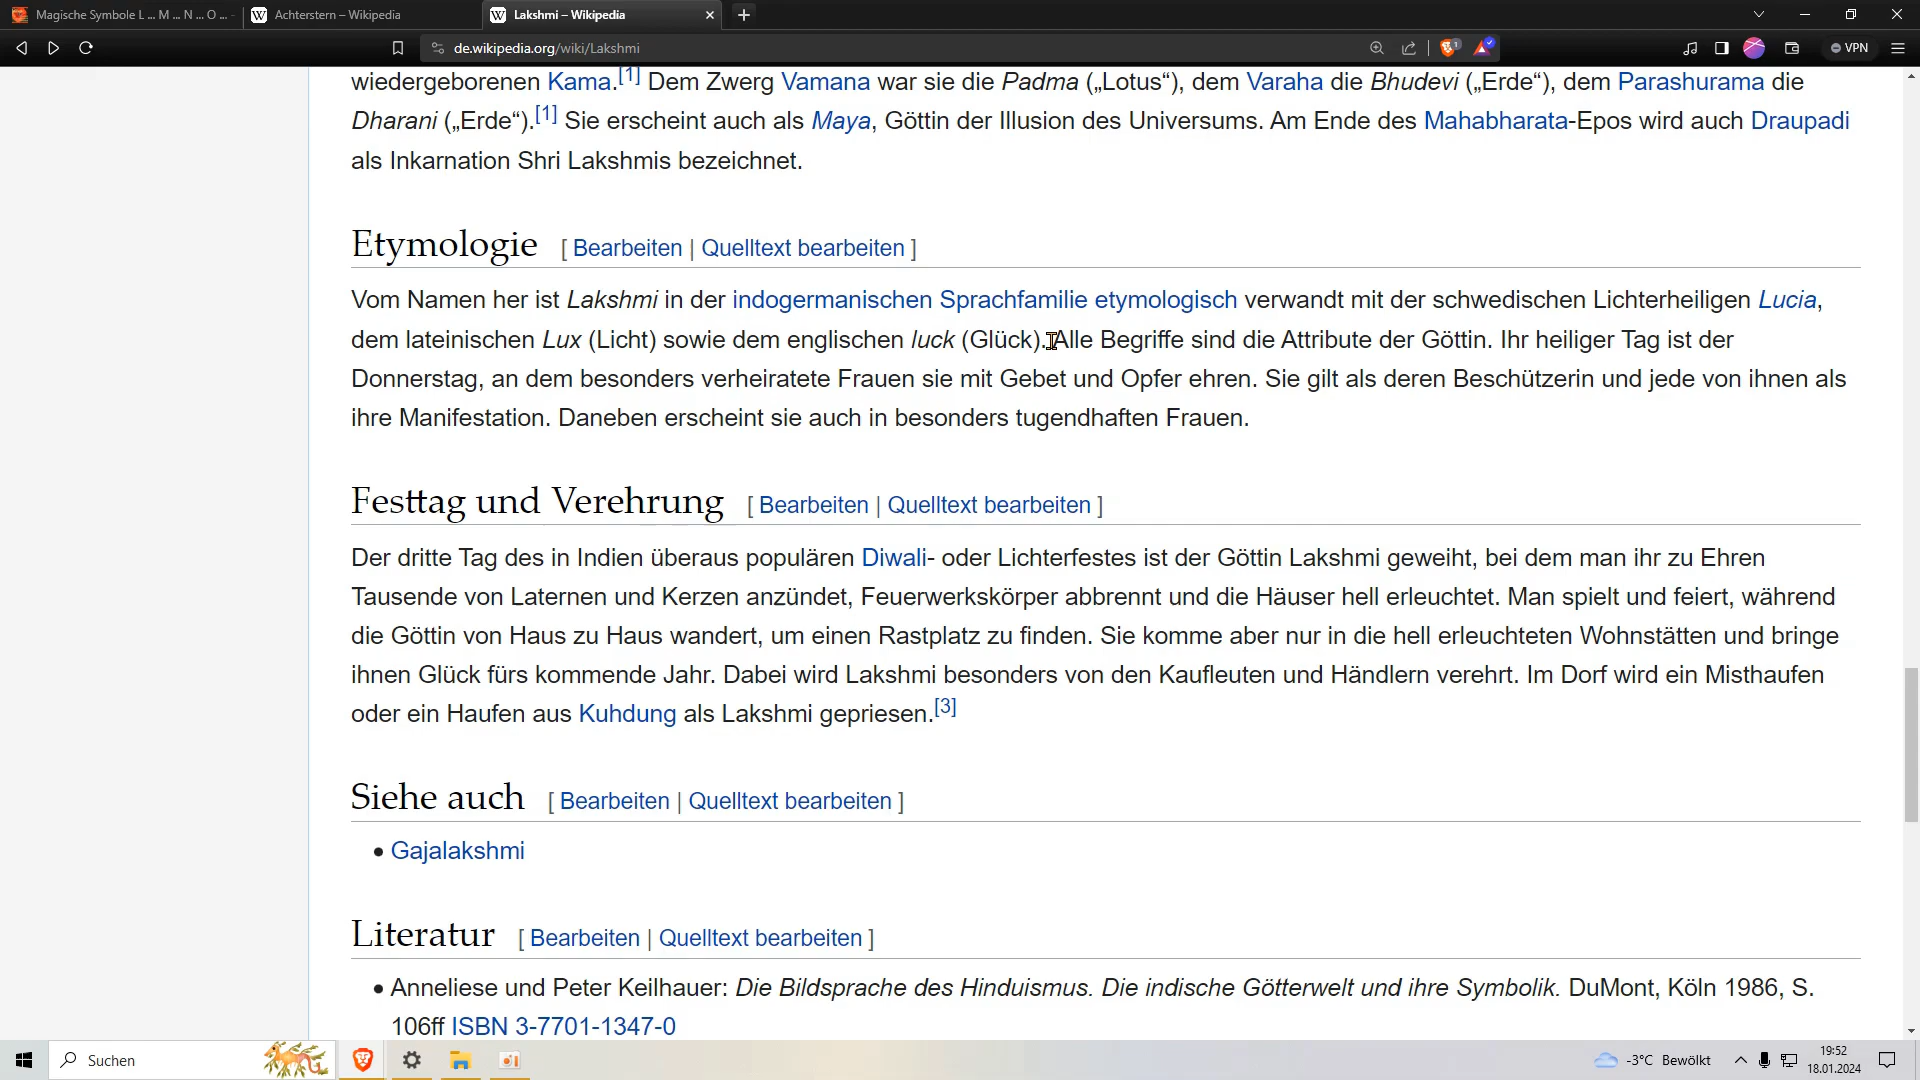 Magische Symbole L ... M ... N ... O ... -
Achterstern – Wikipedia
Lakshmi – Wikipedia
de.wikipedia.org/wiki/Lakshmi
VPN
wiedergeborenen Kama.[1] Dem Zwerg Vamana war sie die Padma („Lotus“), dem Varaha die Bhudevi („Erde“), dem Parashurama die
Dharani („Erde“).[1] Sie erscheint auch als Maya, Göttin der Illusion des Universums. Am Ende des Mahabharata-Epos wird auch Draupadi
als Inkarnation Shri Lakshmis bezeichnet.
Etymologie [ Bearbeiten | Quelltext bearbeiten ]
Vom Namen her ist Lakshmi in der indogermanischen Sprachfamilie etymologisch verwandt mit der schwedischen Lichterheiligen Lucia,
dem lateinischen Lux (Licht) sowie dem englischen luck (Glück). Alle Begriffe sind die Attribute der Göttin. Ihr heiliger Tag ist der
Donnerstag, an dem besonders verheiratete Frauen sie mit Gebet und Opfer ehren. Sie gilt als deren Beschützerin und jede von ihnen als
ihre Manifestation. Daneben erscheint sie auch in besonders tugendhaften Frauen.
Festtag und Verehrung [ Bearbeiten | Quelltext bearbeiten ]
Der dritte Tag des in Indien überaus populären Diwali- oder Lichterfestes ist der Göttin Lakshmi geweiht, bei dem man ihr zu Ehren
Tausende von Laternen und Kerzen anzündet, Feuerwerkskörper abbrennt und die Häuser hell erleuchtet. Man spielt und feiert, während
die Göttin von Haus zu Haus wandert, um einen Rastplatz zu finden. Sie komme aber nur in die hell erleuchteten Wohnstätten und bringe
ihnen Glück fürs kommende Jahr. Dabei wird Lakshmi besonders von den Kaufleuten und Händlern verehrt. Im Dorf wird ein Misthaufen
oder ein Haufen aus Kuhdung als Lakshmi gepriesen.[3]
Siehe auch [ Bearbeiten | Quelltext bearbeiten ]
• Gajalakshmi
Literatur [ Bearbeiten | Quelltext bearbeiten ]
• Anneliese und Peter Keilhauer: Die Bildsprache des Hinduismus. Die indische Götterwelt und ihre Symbolik. DuMont, Köln 1986, S.
106ff ISBN 3-7701-1347-0
Suchen
-3°C Bewölkt
19:52
18.01.2024